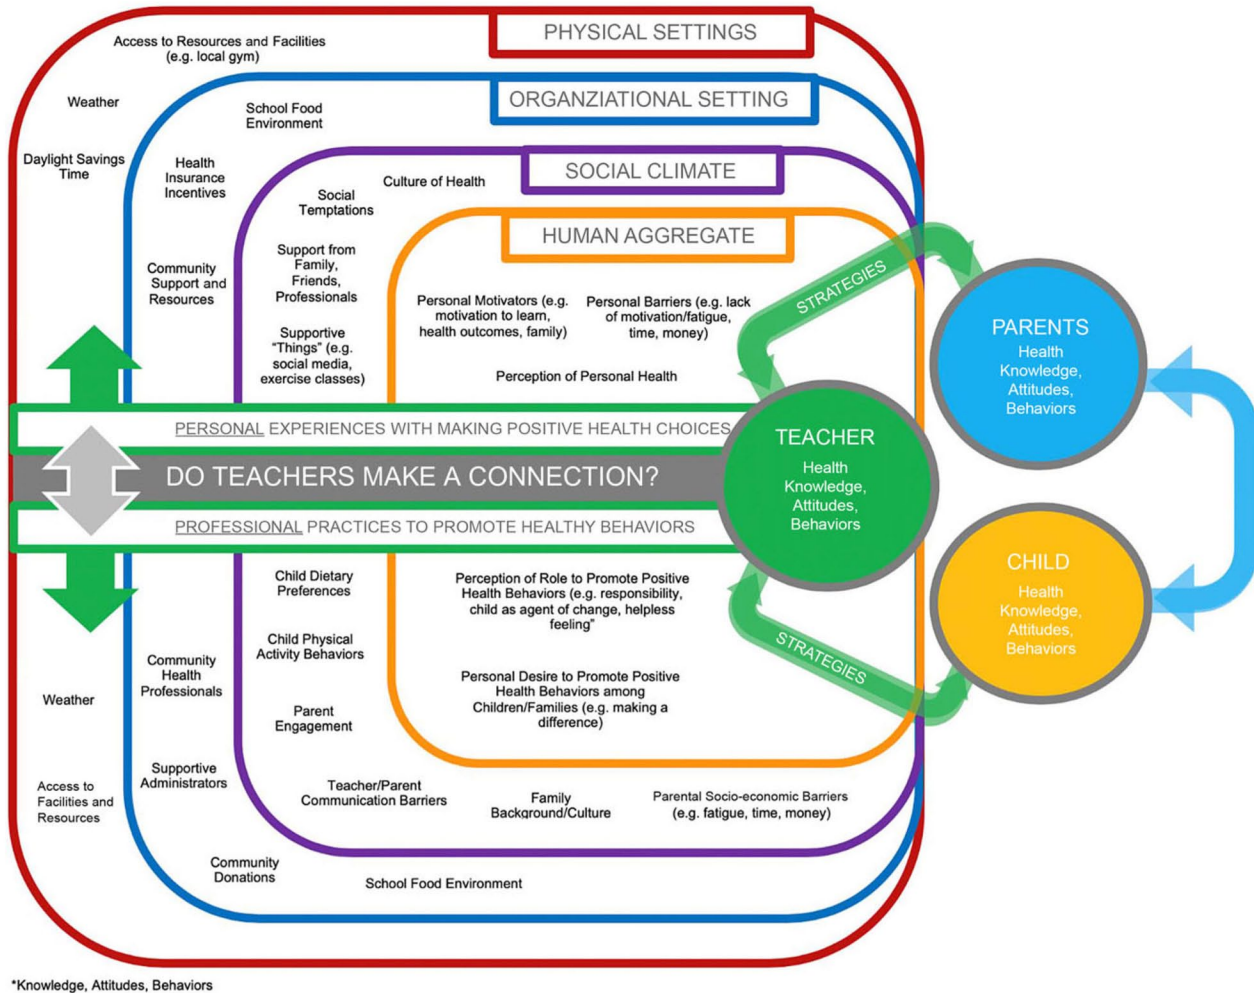 PHYSICAL SETTINGS
Access to Resources and Facilities
(e.g. local gym)
Weather
Daylight Savings
Time
ORGANZIATIONAL SETTING
School Food
Environment
Health
Insurance
Incentives
Community
Support and
Resources
SOCIAL CLIMATE
Culture of Health
Social
Temptations
Support from
Family,
Friends,
Professionals
Supportive
"Things" (e.g.
social media,
exercise classes)
HUMAN AGGREGATE
Personal Motivators (e.g.
motivation to learn,
health outcomes, family)
Personal Barriers (e.g. lack
of motivation/fatigue,
time, money)
Perception of Personal Health
STRATEGIES
PARENTS
Health
Knowledge,
Attitudes,
Behaviors
PERSONAL EXPERIENCES WITH MAKING POSITIVE HEALTH CHOICES
DO TEACHERS MAKE A CONNECTION?
PROFESSIONAL PRACTICES TO PROMOTE HEALTHY BEHAVIORS
TEACHER
Health
Knowledge,
Attitudes,
Behaviors
CHILD
Health
Knowledge,
Attitudes,
Behaviors
STRATEGIES
Child Dietary
Preferences
Child Physical
Activity Behaviors
Parent
Engagement
Perception of Role to Promote Positive
Health Behaviors (e.g. responsibility,
child as agent of change, helpless
feeling"
Personal Desire to Promote Positive
Health Behaviors among
Children/Families (e.g. making a
difference)
Community
Health
Professionals
Weather
Supportive
Administrators
Access to
Facilities and
Resources
Teacher/Parent
Communication Barriers
Family
Background/Culture
Parental Socio-economic Barriers
(e.g. fatigue, time, money)
Community
Donations
School Food Environment
*Knowledge, Attitudes, Behaviors